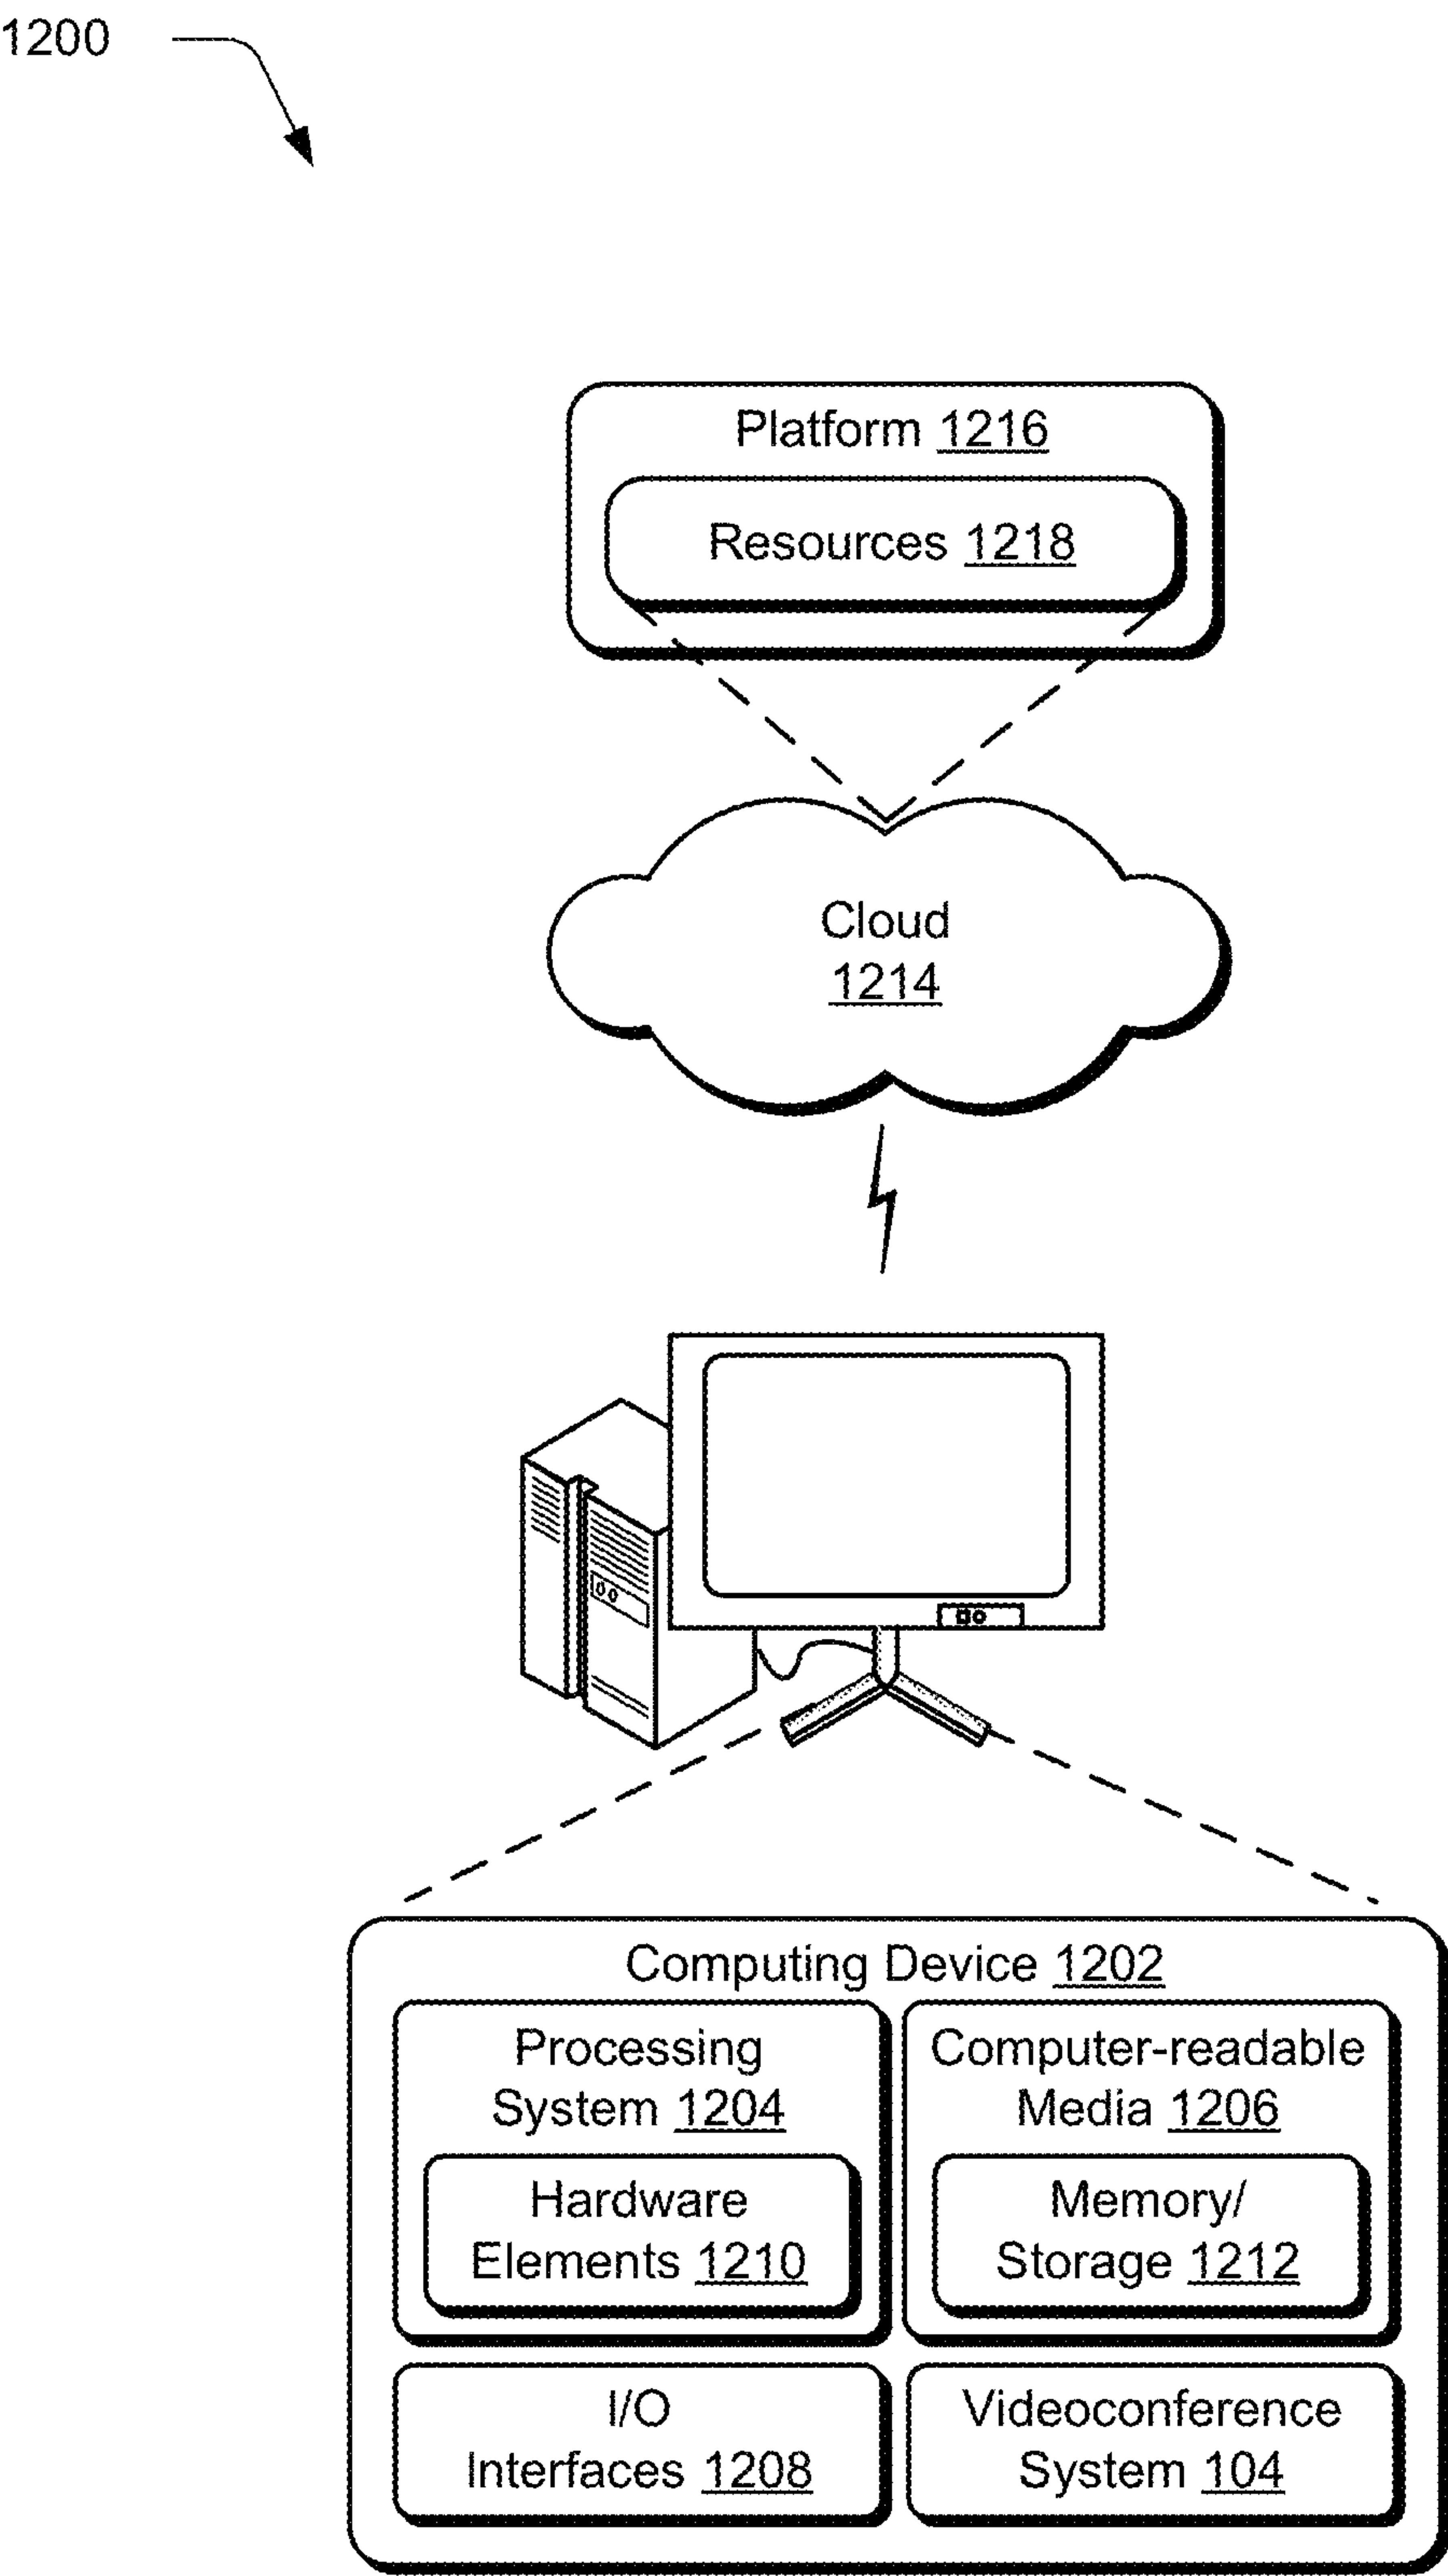 1200
Platform 1216
Resources 1218
Cloud
1214
Computing Device 1202
Processing
System 1204
Hardware
Elements 1210
Computer-readable
Media 1206
Memory/
Storage 1212
I/O
Interfaces 1208
Videoconference
System 104